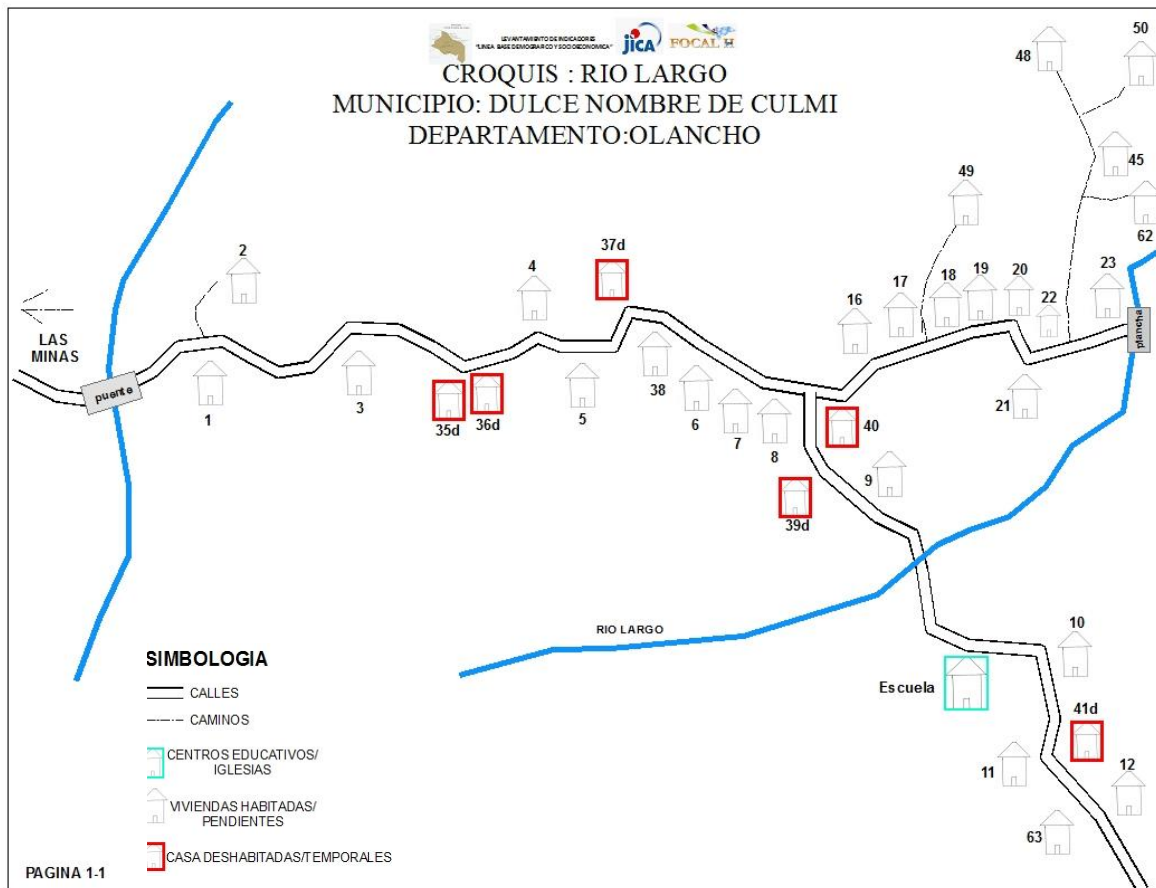 LEVANTAMIENTO DE INDICADORES
"LINEA BASE DEMOGRAFICO Y SOCIOECONOMICA"
JICA
FOCAL II
CROQUIS : RIO LARGO
MUNICIPIO: DULCE NOMBRE DE CULMI
DEPARTAMENTO:OLANCHO
50
48
45
49
62
2
37d
4
17
18
19
20
23
16
22
LAS
MINAS
plancha
puente
1
3
35d
36d
5
38
6
7
8
40
21
9
39d
RIO LARGO
10
Escuela
41d
11
12
63
SIMBOLOGIA
CALLES
CAMINOS
CENTROS EDUCATIVOS/
IGLESIAS
VIVIENDAS HABITADAS/
PENDIENTES
CASA DESHABITADAS/TEMPORALES
PAGINA 1-1